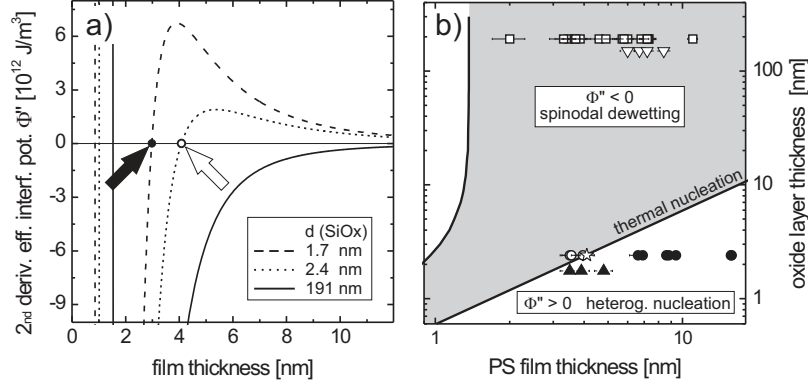 a)
2nd deriv. eff. interf. pot. Φ" [10¹² J/m³]
6
3
0
-3
-6
-9
d (SiOx)
1.7 nm
2.4 nm
191 nm
0 2 4 6 8 10
film thickness [nm]
b)
Φ" < 0
spinodal dewetting
thermal nucleation
Φ" > 0 heterog. nucleation
100
10
1
oxide layer thickness [nm]
1 10
PS film thickness [nm]